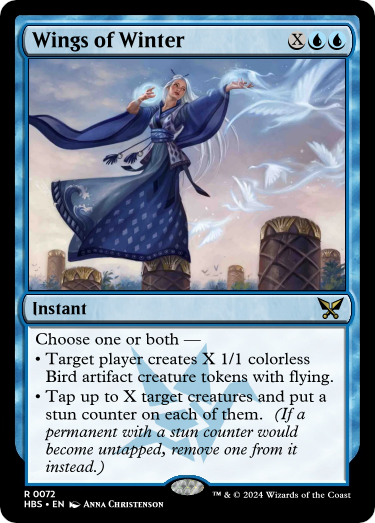 Wings of Winter X
Instant
Choose one or both —
• Target player creates X 1/1 colorless
Bird artifact creature tokens with flying.
• Tap up to X target creatures and put a
stun counter on each of them. (If a
permanent with a stun counter would
become untapped, remove one from it
instead.)
R 0072
HBS • EN Anna Christenson
™ & © 2024 Wizards of the Coast